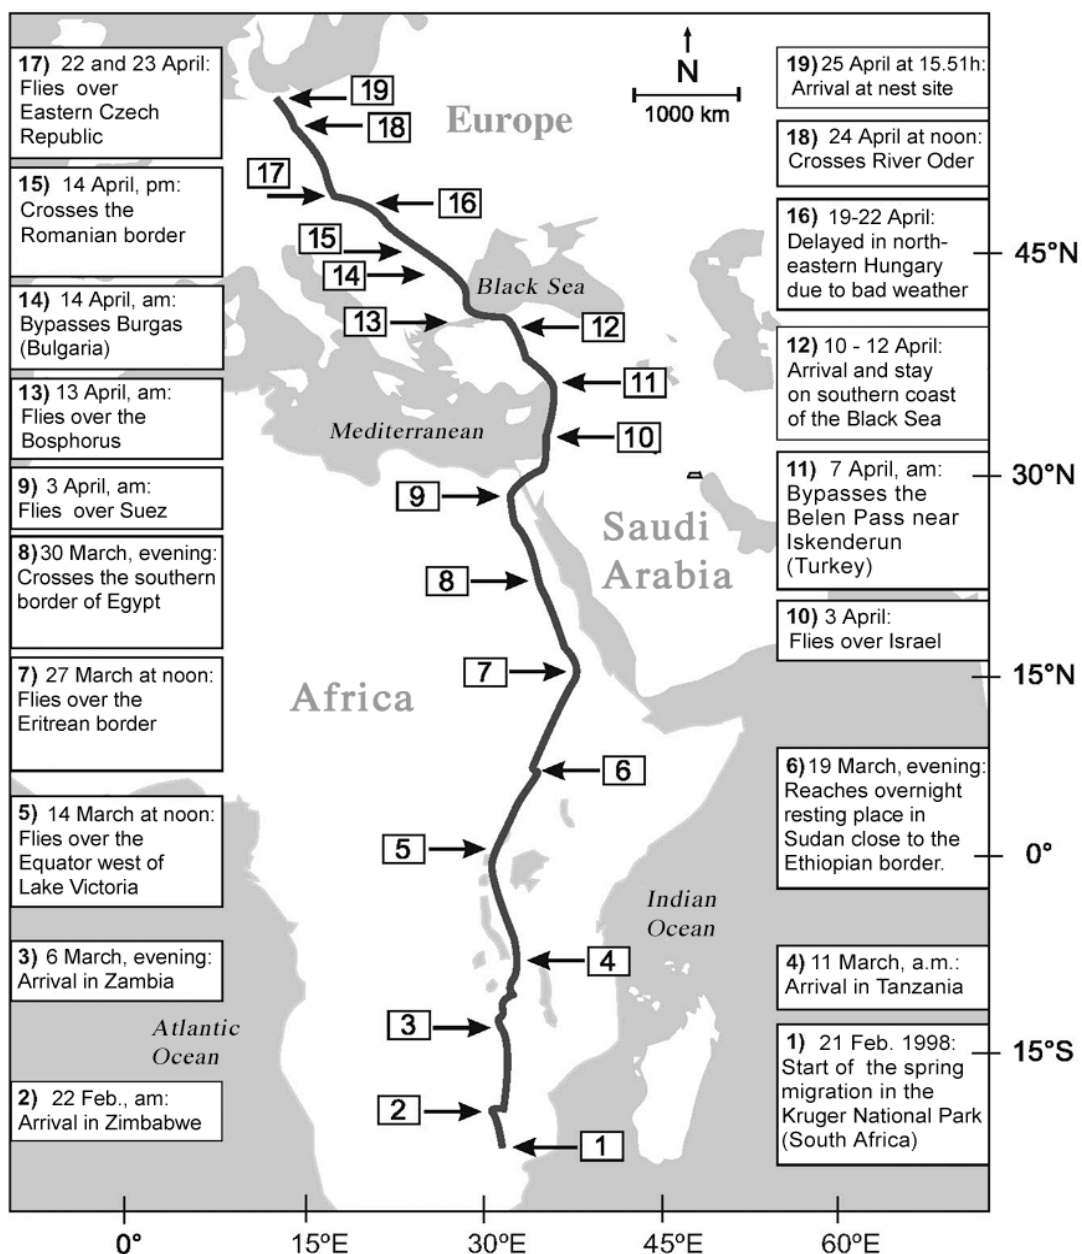 17) 22 and 23 April:
Flies over
Eastern Czech
Republic
15) 14 April, pm:
Crosses the
Romanian border
14) 14 April, am:
Bypasses Burgas
(Bulgaria)
13) 13 April, am:
Flies over the
Bosphorus
9) 3 April, am:
Flies over Suez
8) 30 March, evening:
Crosses the southern
border of Egypt
7) 27 March at noon:
Flies over the
Eritrean border
5) 14 March at noon:
Flies over the
Equator west of
Lake Victoria
3) 6 March, evening:
Arrival in Zambia
2) 22 Feb., am:
Arrival in Zimbabwe
N
1000 km
Europe
19
18
17
16
15
14
Black Sea
13
12
11
Mediterranean
10
9
Saudi
Arabia
8
7
Africa
6
5
Indian
Ocean
4
3
Atlantic
Ocean
2
1
19) 25 April at 15.51h:
Arrival at nest site
18) 24 April at noon:
Crosses River Oder
16) 19-22 April:
Delayed in north-
eastern Hungary
due to bad weather
12) 10 - 12 April:
Arrival and stay
on southern coast
of the Black Sea
11) 7 April, am:
Bypasses the
Belen Pass near
Iskenderun
(Turkey)
10) 3 April:
Flies over Israel
6) 19 March, evening:
Reaches overnight
resting place in
Sudan close to the
Ethiopian border.
4) 11 March, a.m.:
Arrival in Tanzania
1) 21 Feb. 1998:
Start of the spring
migration in the
Kruger National Park
(South Africa)
45°N
30°N
15°N
0°
15°S
0° 15°E 30°E 45°E 60°E